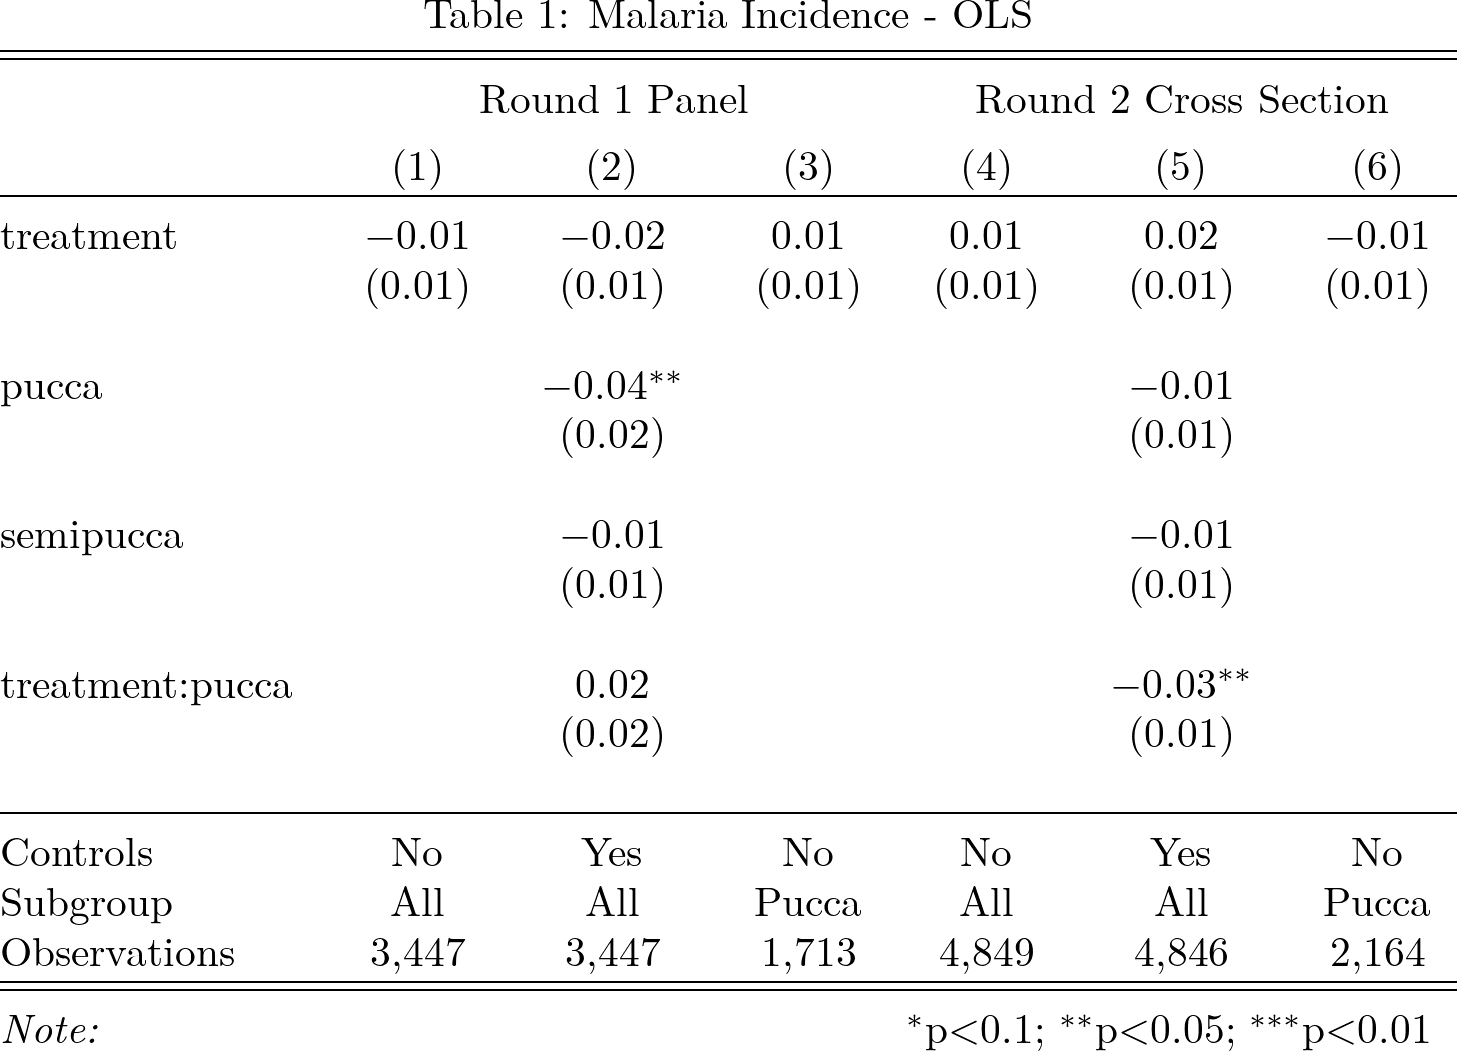 Table 1: Malaria Incidence - OLS
Round 1 Panel Round 2 Cross Section
(1) (2) (3) (4) (5) (6)
treatment −0.01 −0.02 0.01 0.01 0.02 −0.01
(0.01) (0.01) (0.01) (0.01) (0.01) (0.01)
pucca −0.04** −0.01
(0.02) (0.01)
semipucca −0.01 −0.01
(0.01) (0.01)
treatment:pucca 0.02 −0.03**
(0.02) (0.01)
Controls No Yes No No Yes No
Subgroup All All Pucca All All Pucca
Observations 3,447 3,447 1,713 4,849 4,846 2,164
Note: *p<0.1; **p<0.05; ***p<0.01